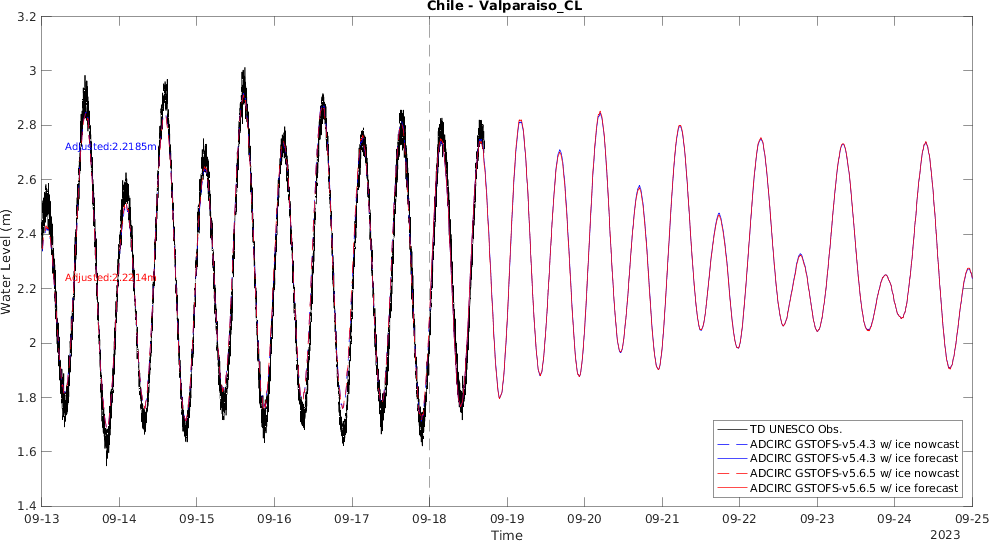 Chile - Valparaiso_CL
3.2
3
2.8
2.6
2.4
2.2
2
1.8
1.6
1.4
Water Level (m)
Adjusted:2.2185m
Adjusted:2.2214m
TD UNESCO Obs.
ADCIRC GSTOFS-v5.4.3 w/ ice nowcast
ADCIRC GSTOFS-v5.4.3 w/ ice forecast
ADCIRC GSTOFS-v5.6.5 w/ ice nowcast
ADCIRC GSTOFS-v5.6.5 w/ ice forecast
09-13 09-14 09-15 09-16 09-17 09-18 09-19 09-20 09-21 09-22 09-23 09-24 09-25
Time
2023